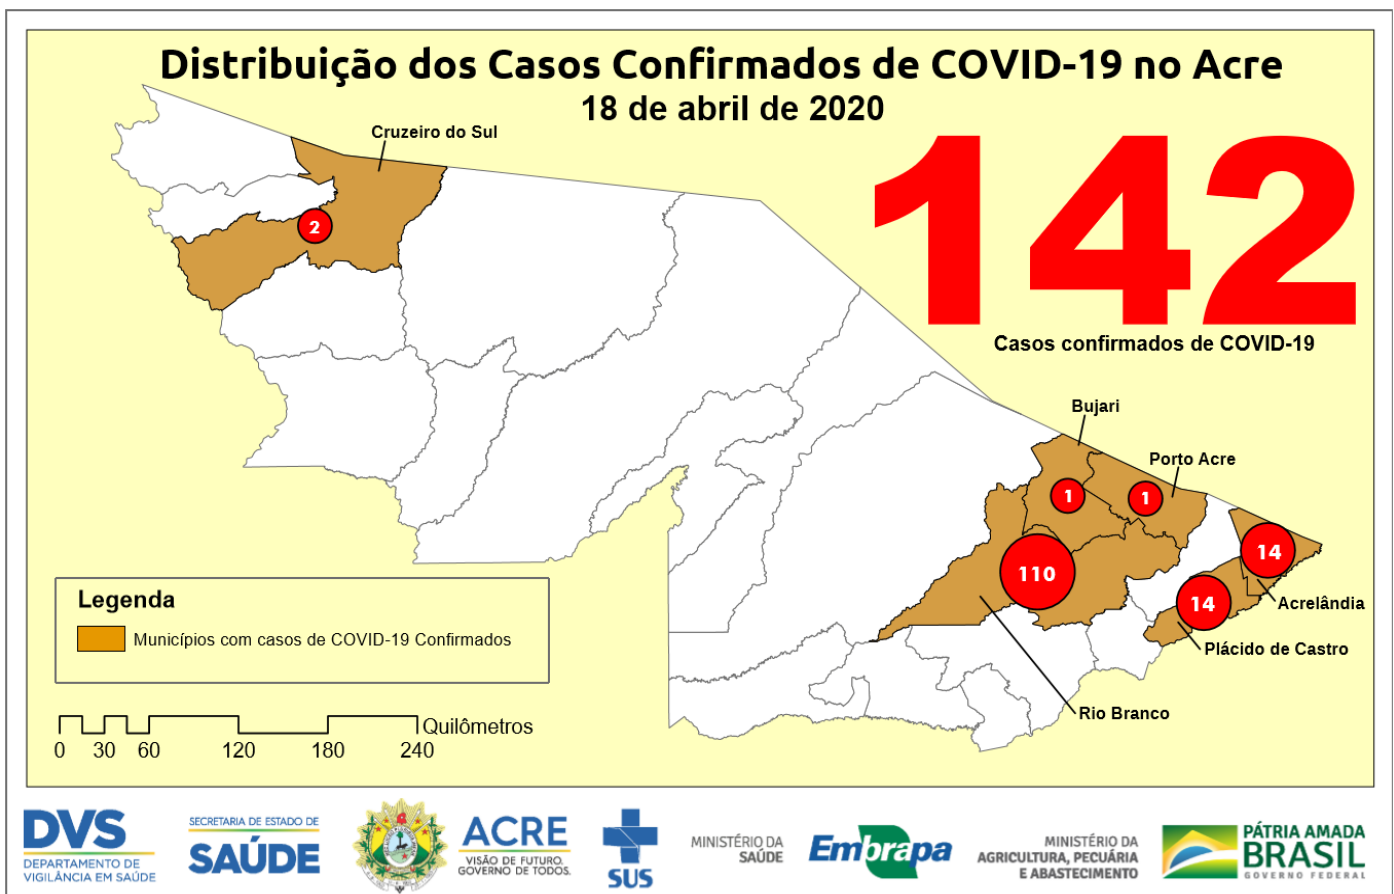 Distribuição dos Casos Confirmados de COVID-19 no Acre
18 de abril de 2020
142
Casos confirmados de COVID-19
Cruzeiro do Sul
2
Bujari
Porto Acre
1
1
110
14
14
Acrelândia
Plácido de Castro
Rio Branco
Legenda
Municípios com casos de COVID-19 Confirmados
Quilômetros
0 30 60 120 180 240
DVS
DEPARTAMENTO DE
VIGILÂNCIA EM SAÚDE
SECRETARIA DE ESTADO DE
SAÚDE
ACRE
VISÃO DE FUTURO.
GOVERNO DE TODOS.
SUS
MINISTÉRIO DA
SAÚDE
Embrapa
MINISTÉRIO DA
AGRICULTURA, PECUÁRIA
E ABASTECIMENTO
PÁTRIA AMADA
BRASIL
GOVERNO FEDERAL